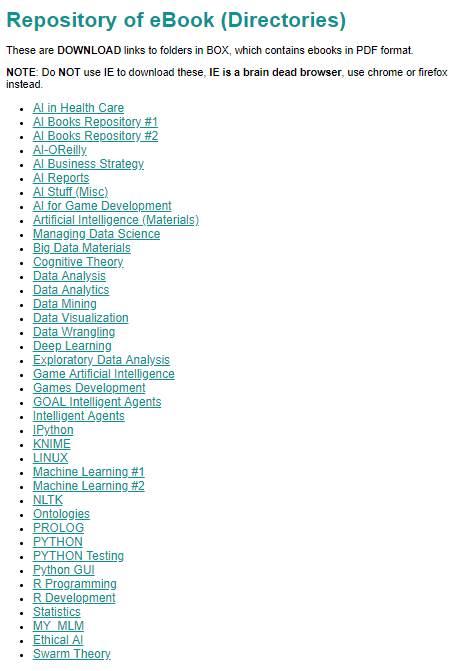 Repository of eBook (Directories)
These are DOWNLOAD links to folders in BOX, which contains ebooks in PDF format.
NOTE: Do NOT use IE to download these, IE is a brain dead browser, use chrome or firefox
instead.
AI in Health Care
AI Books Repository #1
AI Books Repository #2
AI-OReilly
AI Business Strategy
AI Reports
AI Stuff (Misc)
AI for Game Development
Artificial Intelligence (Materials)
Managing Data Science
Big Data Materials
Cognitive Theory
Data Analysis
Data Analytics
Data Mining
Data Visualization
Data Wrangling
Deep Learning
Exploratory Data Analysis
Game Artificial Intelligence
Games Development
GOAL Intelligent Agents
Intelligent Agents
IPython
KNIME
LINUX
Machine Learning #1
Machine Learning #2
NLTK
Ontologies
PROLOG
PYTHON
PYTHON Testing
Python GUI
R Programming
R Development
Statistics
MY_MLM
Ethical AI
Swarm Theory